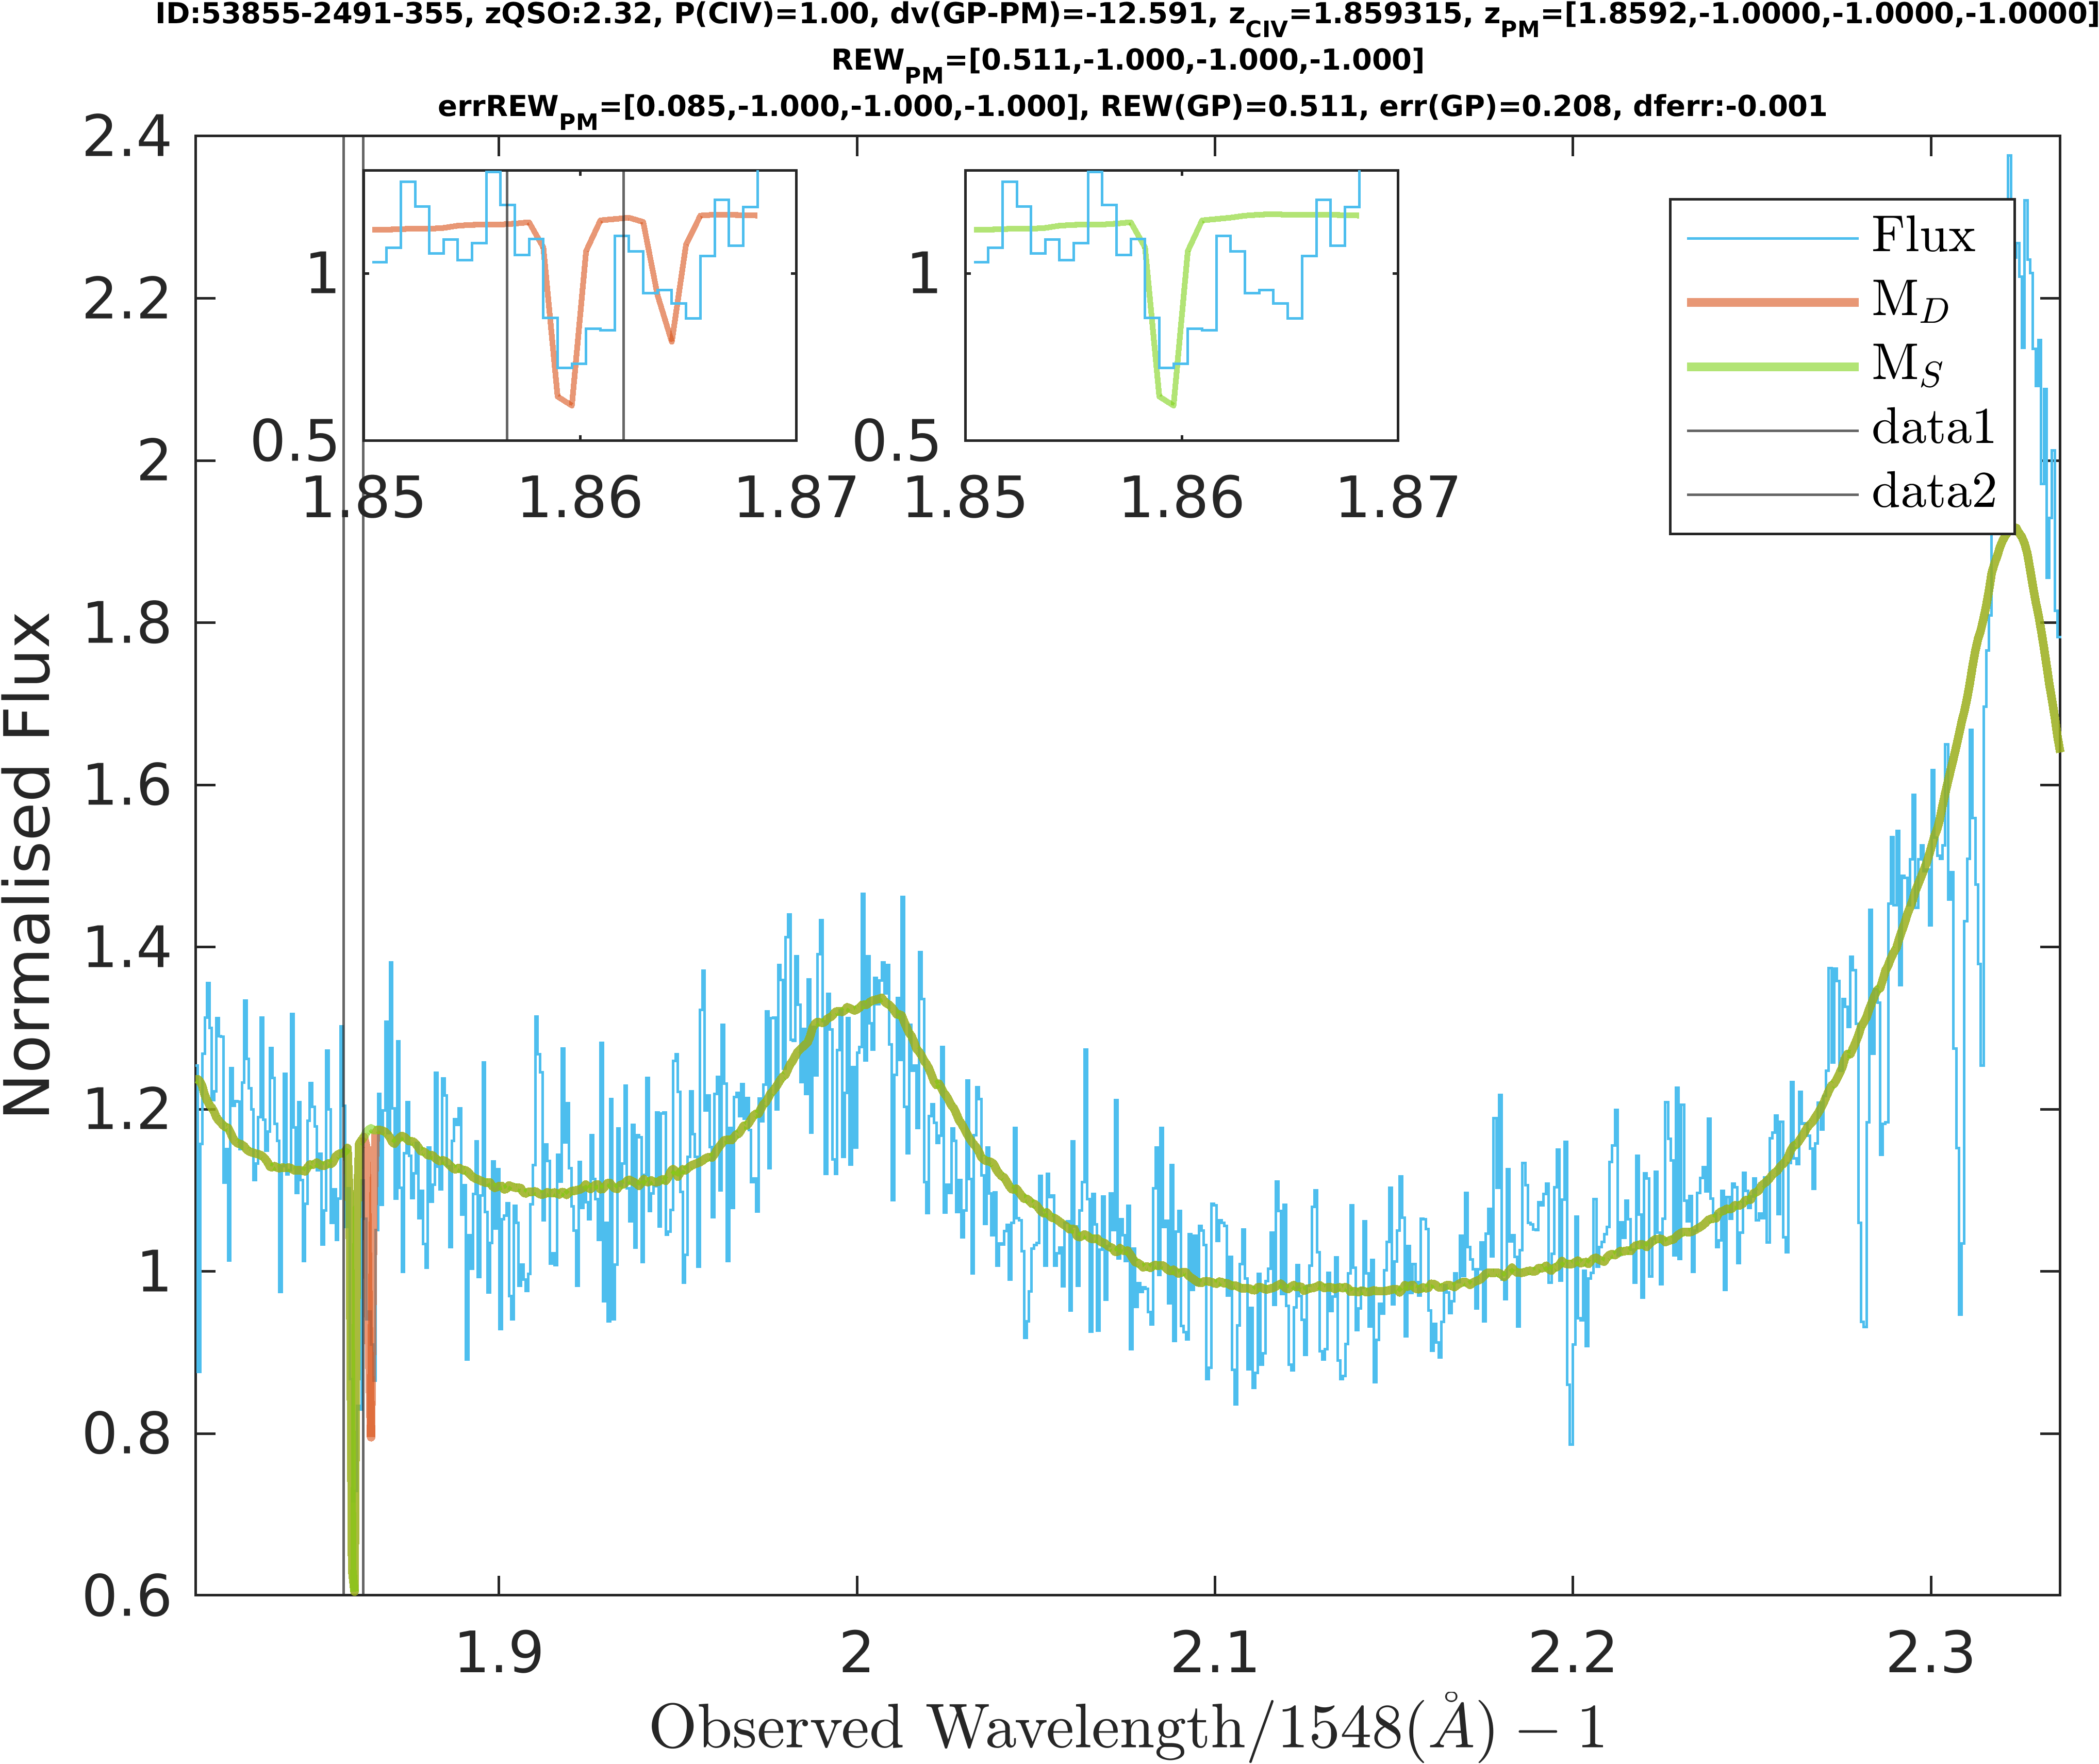 ID:53855-2491-355, zQSO:2.32, P(CIV)=1.00, dv(GP-PM)=-12.591, zCIV=1.859315, zPM=[1.8592,-1.0000,-1.0000,-1.0000]
REWPM=[0.511,-1.000,-1.000,-1.000]
errREWPM=[0.085,-1.000,-1.000,-1.000], REW(GP)=0.511, err(GP)=0.208, dferr:-0.001
2.4
2.2
2
1.8
1.6
1.4
1.2
1
0.8
0.6
1
0.5
1.85 1.86 1.87
1
0.5
1.85 1.86 1.87
Flux
MD
MS
data1
data2
Normalised Flux
1.9 2 2.1 2.2 2.3
Observed Wavelength/1548(Å) − 1